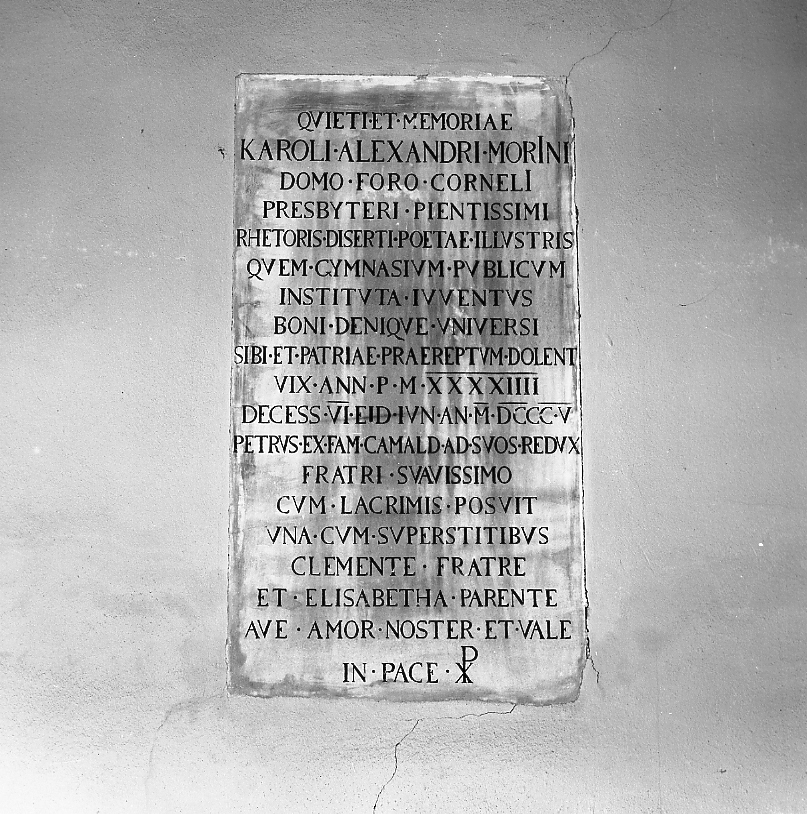 QVIETI·ET·MEMORIAE
KAROLI·ALEXANDRI·MORINI
DOMO·FORO·CORNELI
PRESBYTERI·PIENTISSIMI
RHETORIS·DISERTI·POETAE·ILLVSTRIS
QVEM·GYMNASIVM·PVBLICVM
INSTITVTA·IVVENTVS
BONI·DENIQVE·VNIVERSI
SIBI·ET·PATRIAE·PRAEREPTVM·DOLENT
VIX·ANN·P·M·XXXXIIII
DECESS·VI·EID·IVN·AN·M·DCCC·V
PETRVS·EX·FAM·CAMALD·AD·SVOS·REDVX
FRATRI·SVAVISSIMO
CVM·LACRIMIS·POSVIT
VNA·CVM·SVPERSTITIBVS
CLEMENTE·FRATRE
ET·ELISABETHA·PARENTE
AVE·AMOR·NOSTER·ET·VALE
IN·PACE·☧